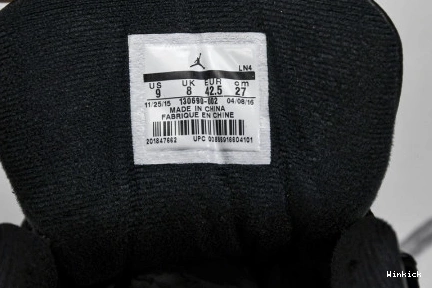 LN4
US UK EUR cm
9 8 42.5 27
11/25/15 130690-002 04/08/16
MADE IN CHINA
FABRIQUE EN CHINE
201847662 UPC 00888916604101
Winkick